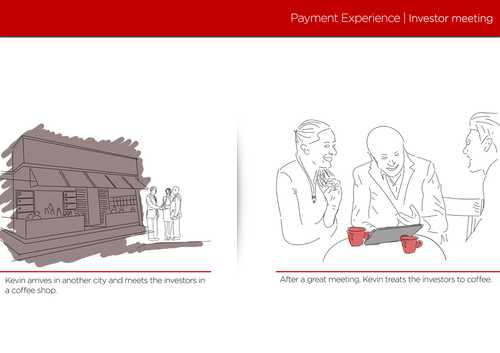 Payment Experience | Investor meeting
Kevin arrives in another city and meets the investors in
a coffee shop.
After a great meeting, Kevin treats the investors to coffee.